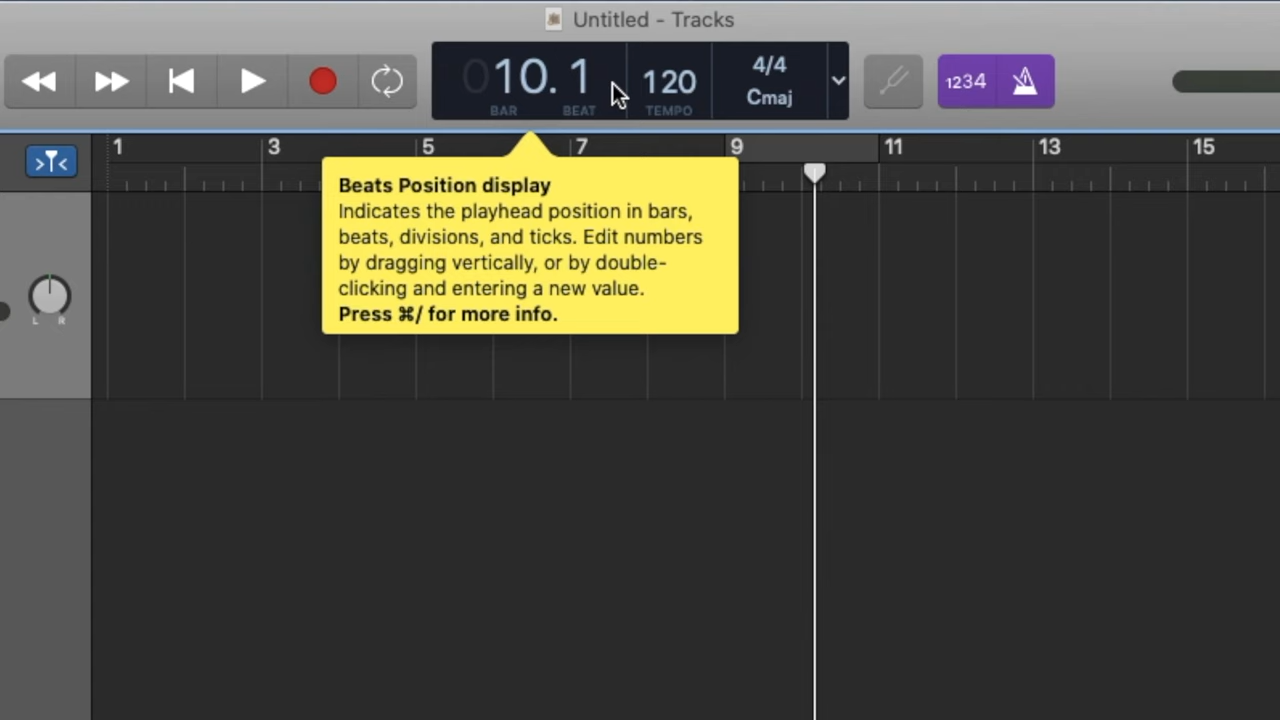 Untitled - Tracks
010. 1
BAR
BEAT
120
TEMPO
4/4
Cmaj
1234
1
3
5
7
9
11
13
15
Beats Position display
Indicates the playhead position in bars,
beats, divisions, and ticks. Edit numbers
by dragging vertically, or by double-
clicking and entering a new value.
Press ⌘/ for more info.
L R